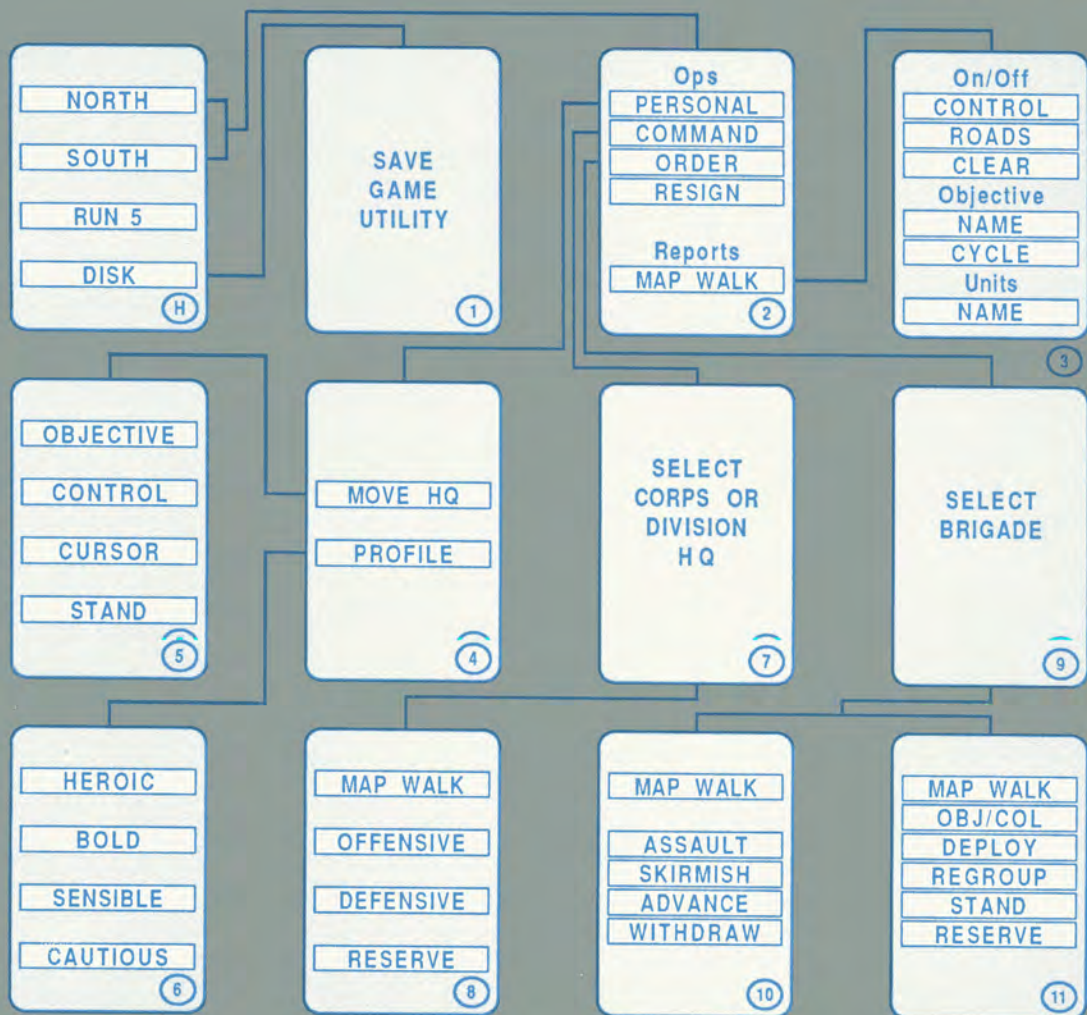 NORTH
SOUTH
RUN 5
DISK
H
SAVE
GAME
UTILITY
1
Ops
PERSONAL
COMMAND
ORDER
RESIGN
Reports
MAP WALK
2
On/Off
CONTROL
ROADS
CLEAR
Objective
NAME
CYCLE
Units
NAME
3
OBJECTIVE
CONTROL
CURSOR
STAND
5
MOVE HQ
PROFILE
4
SELECT
CORPS OR
DIVISION
HQ
7
SELECT
BRIGADE
9
HEROIC
BOLD
SENSIBLE
CAUTIOUS
6
MAP WALK
OFFENSIVE
DEFENSIVE
RESERVE
8
MAP WALK
ASSAULT
SKIRMISH
ADVANCE
WITHDRAW
10
MAP WALK
OBJ/COL
DEPLOY
REGROUP
STAND
RESERVE
11